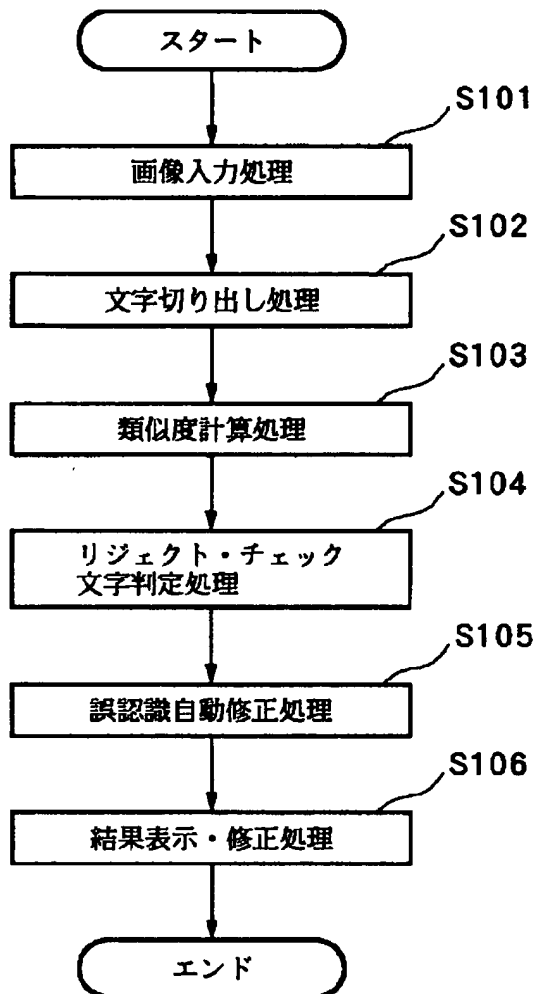 スタート
S101
画像入力処理
S102
文字切り出し処理
S103
類似度計算処理
S104
リジェクト・チェック
文字判定処理
S105
誤認識自動修正処理
S106
結果表示・修正処理
エンド